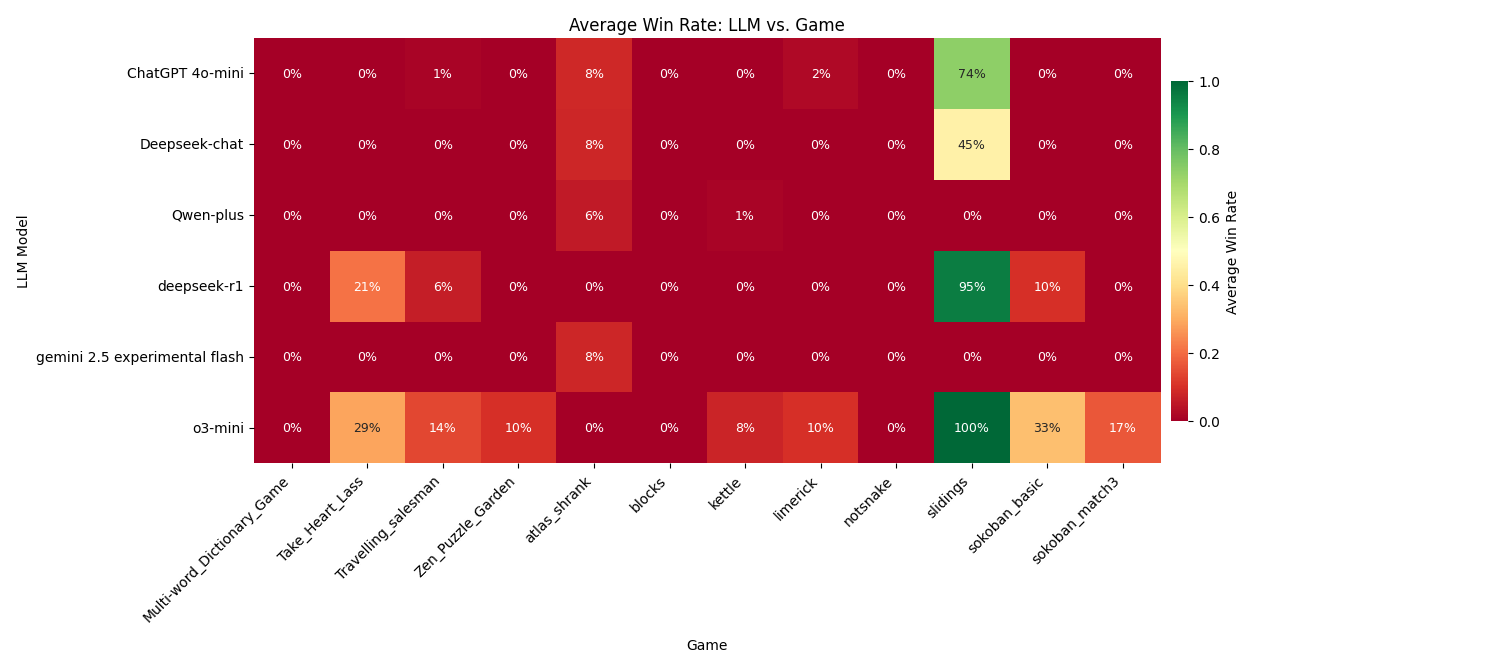 Average Win Rate: LLM vs. Game
LLM Model
ChatGPT 4o-mini 0% 0% 1% 0% 8% 0% 0% 2% 0% 74% 0% 0%
Deepseek-chat 0% 0% 0% 0% 8% 0% 0% 0% 0% 45% 0% 0%
Qwen-plus 0% 0% 0% 0% 6% 0% 1% 0% 0% 0% 0% 0%
deepseek-r1 0% 21% 6% 0% 0% 0% 0% 0% 0% 95% 10% 0%
gemini 2.5 experimental flash 0% 0% 0% 0% 8% 0% 0% 0% 0% 0% 0% 0%
o3-mini 0% 29% 14% 10% 0% 0% 8% 10% 0% 100% 33% 17%
Multi-word_Dictionary_Game
Take_Heart_Lass
Travelling_salesman
Zen_Puzzle_Garden
atlas_shrank
blocks
kettle
limerick
notsnake
slidings
sokoban_basic
sokoban_match3
Game
1.0
0.8
0.6
0.4
0.2
0.0
Average Win Rate